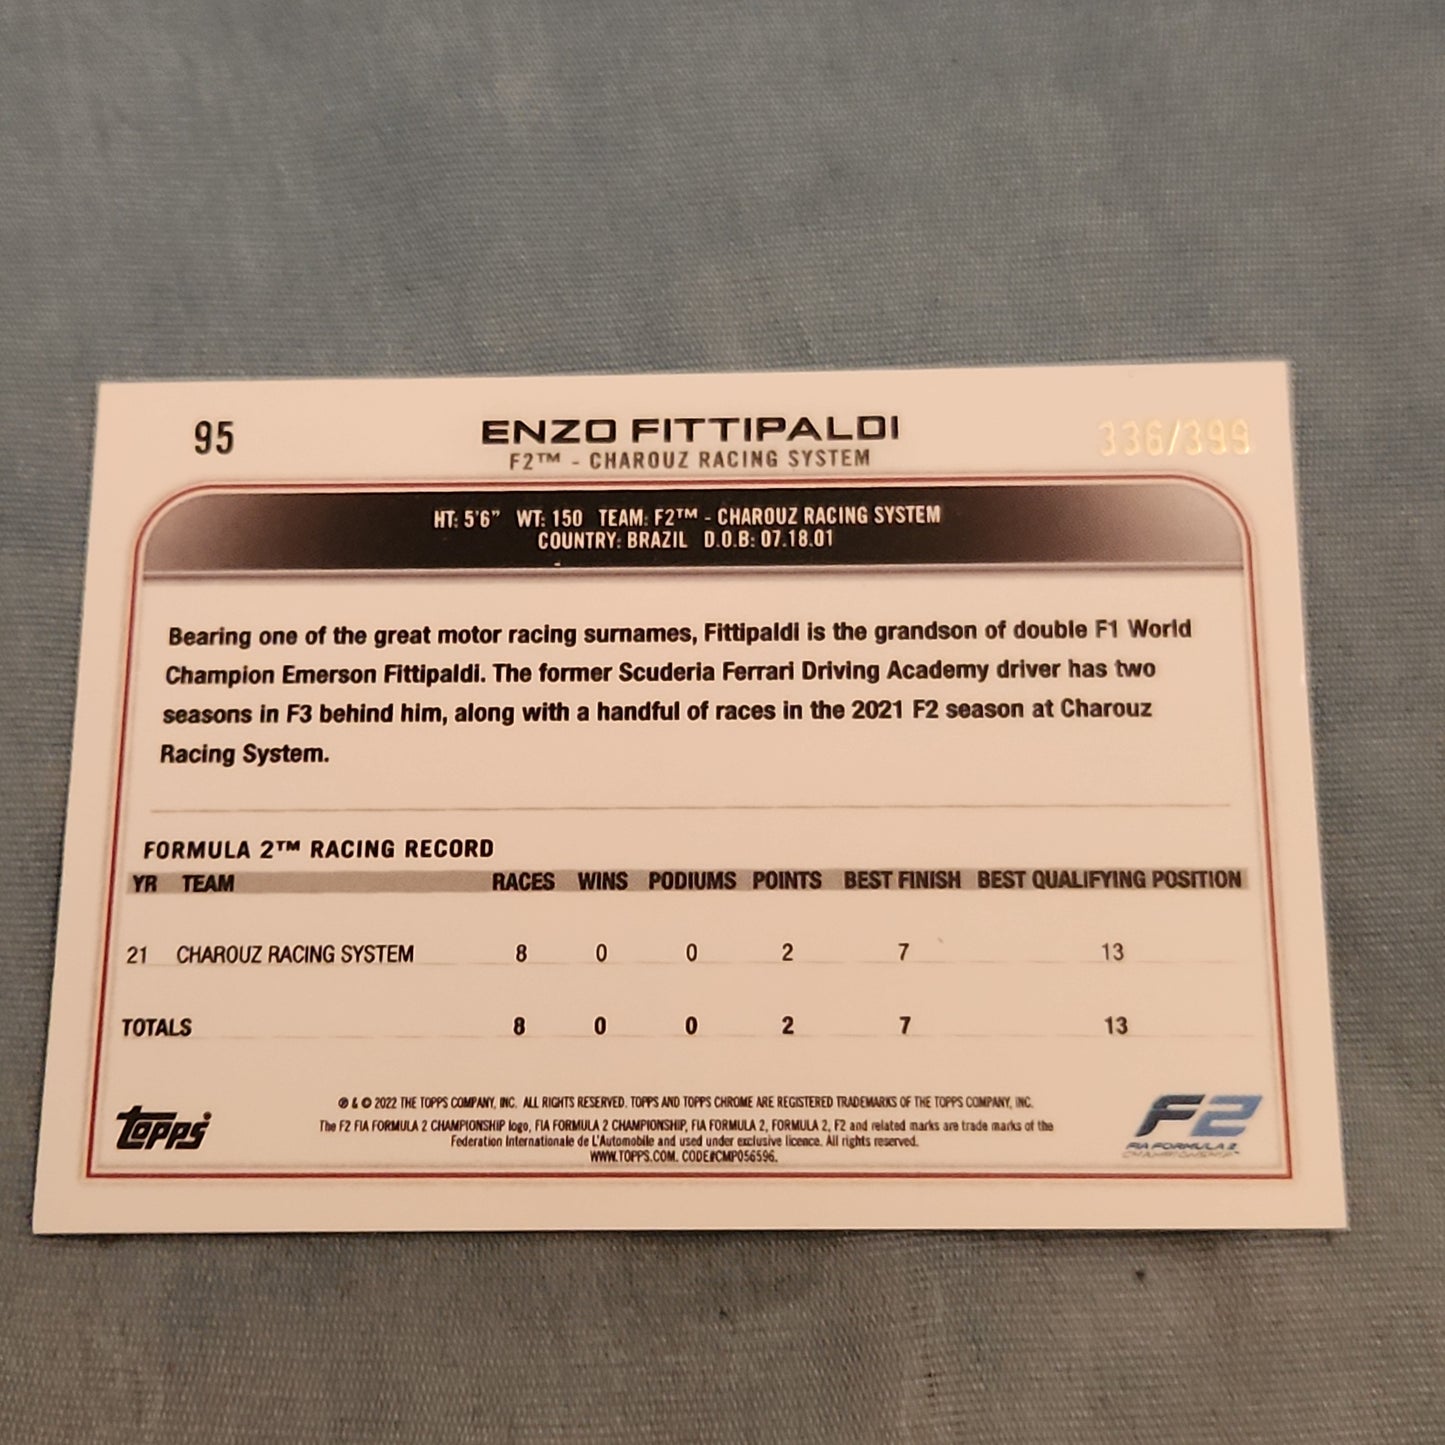 95
ENZO FITTIPALDI
336/399
F2™ - CHAROUZ RACING SYSTEM
HT: 5'6" WT: 150 TEAM: F2™ - CHAROUZ RACING SYSTEM
COUNTRY: BRAZIL D.O.B: 07.18.01
Bearing one of the great motor racing surnames, Fittipaldi is the grandson of double F1 World
Champion Emerson Fittipaldi. The former Scuderia Ferrari Driving Academy driver has two
seasons in F3 behind him, along with a handful of races in the 2021 F2 season at Charouz
Racing System.
FORMULA 2™ RACING RECORD
YR TEAM RACES WINS PODIUMS POINTS BEST FINISH BEST QUALIFYING POSITION
21 CHAROUZ RACING SYSTEM 8 0 0 2 7 13
TOTALS 8 0 0 2 7 13
Topps
℗ & © 2022 THE TOPPS COMPANY, INC. ALL RIGHTS RESERVED. TOPPS AND TOPPS CHROME ARE REGISTERED TRADEMARKS OF THE TOPPS COMPANY, INC.
The F2 FIA FORMULA 2 CHAMPIONSHIP logo, FIA FORMULA 2 CHAMPIONSHIP, FIA FORMULA 2, FORMULA 2, F2 and related marks are trade marks of the
Federation Internationale de L'Automobile and used under exclusive licence. All rights reserved.
WWW.TOPPS.COM. CODE#CMP056596.
F2
FIA FORMULA 2
CHAMPIONSHIP™